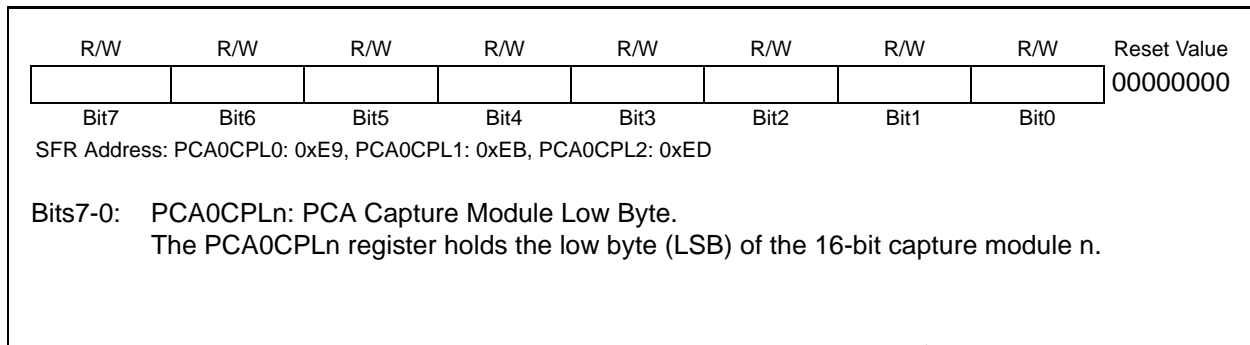 R/W R/W R/W R/W R/W R/W R/W R/W Reset Value
00000000
Bit7 Bit6 Bit5 Bit4 Bit3 Bit2 Bit1 Bit0
SFR Address: PCA0CPL0: 0xE9, PCA0CPL1: 0xEB, PCA0CPL2: 0xED
Bits7-0: PCA0CPLn: PCA Capture Module Low Byte.
The PCA0CPLn register holds the low byte (LSB) of the 16-bit capture module n.